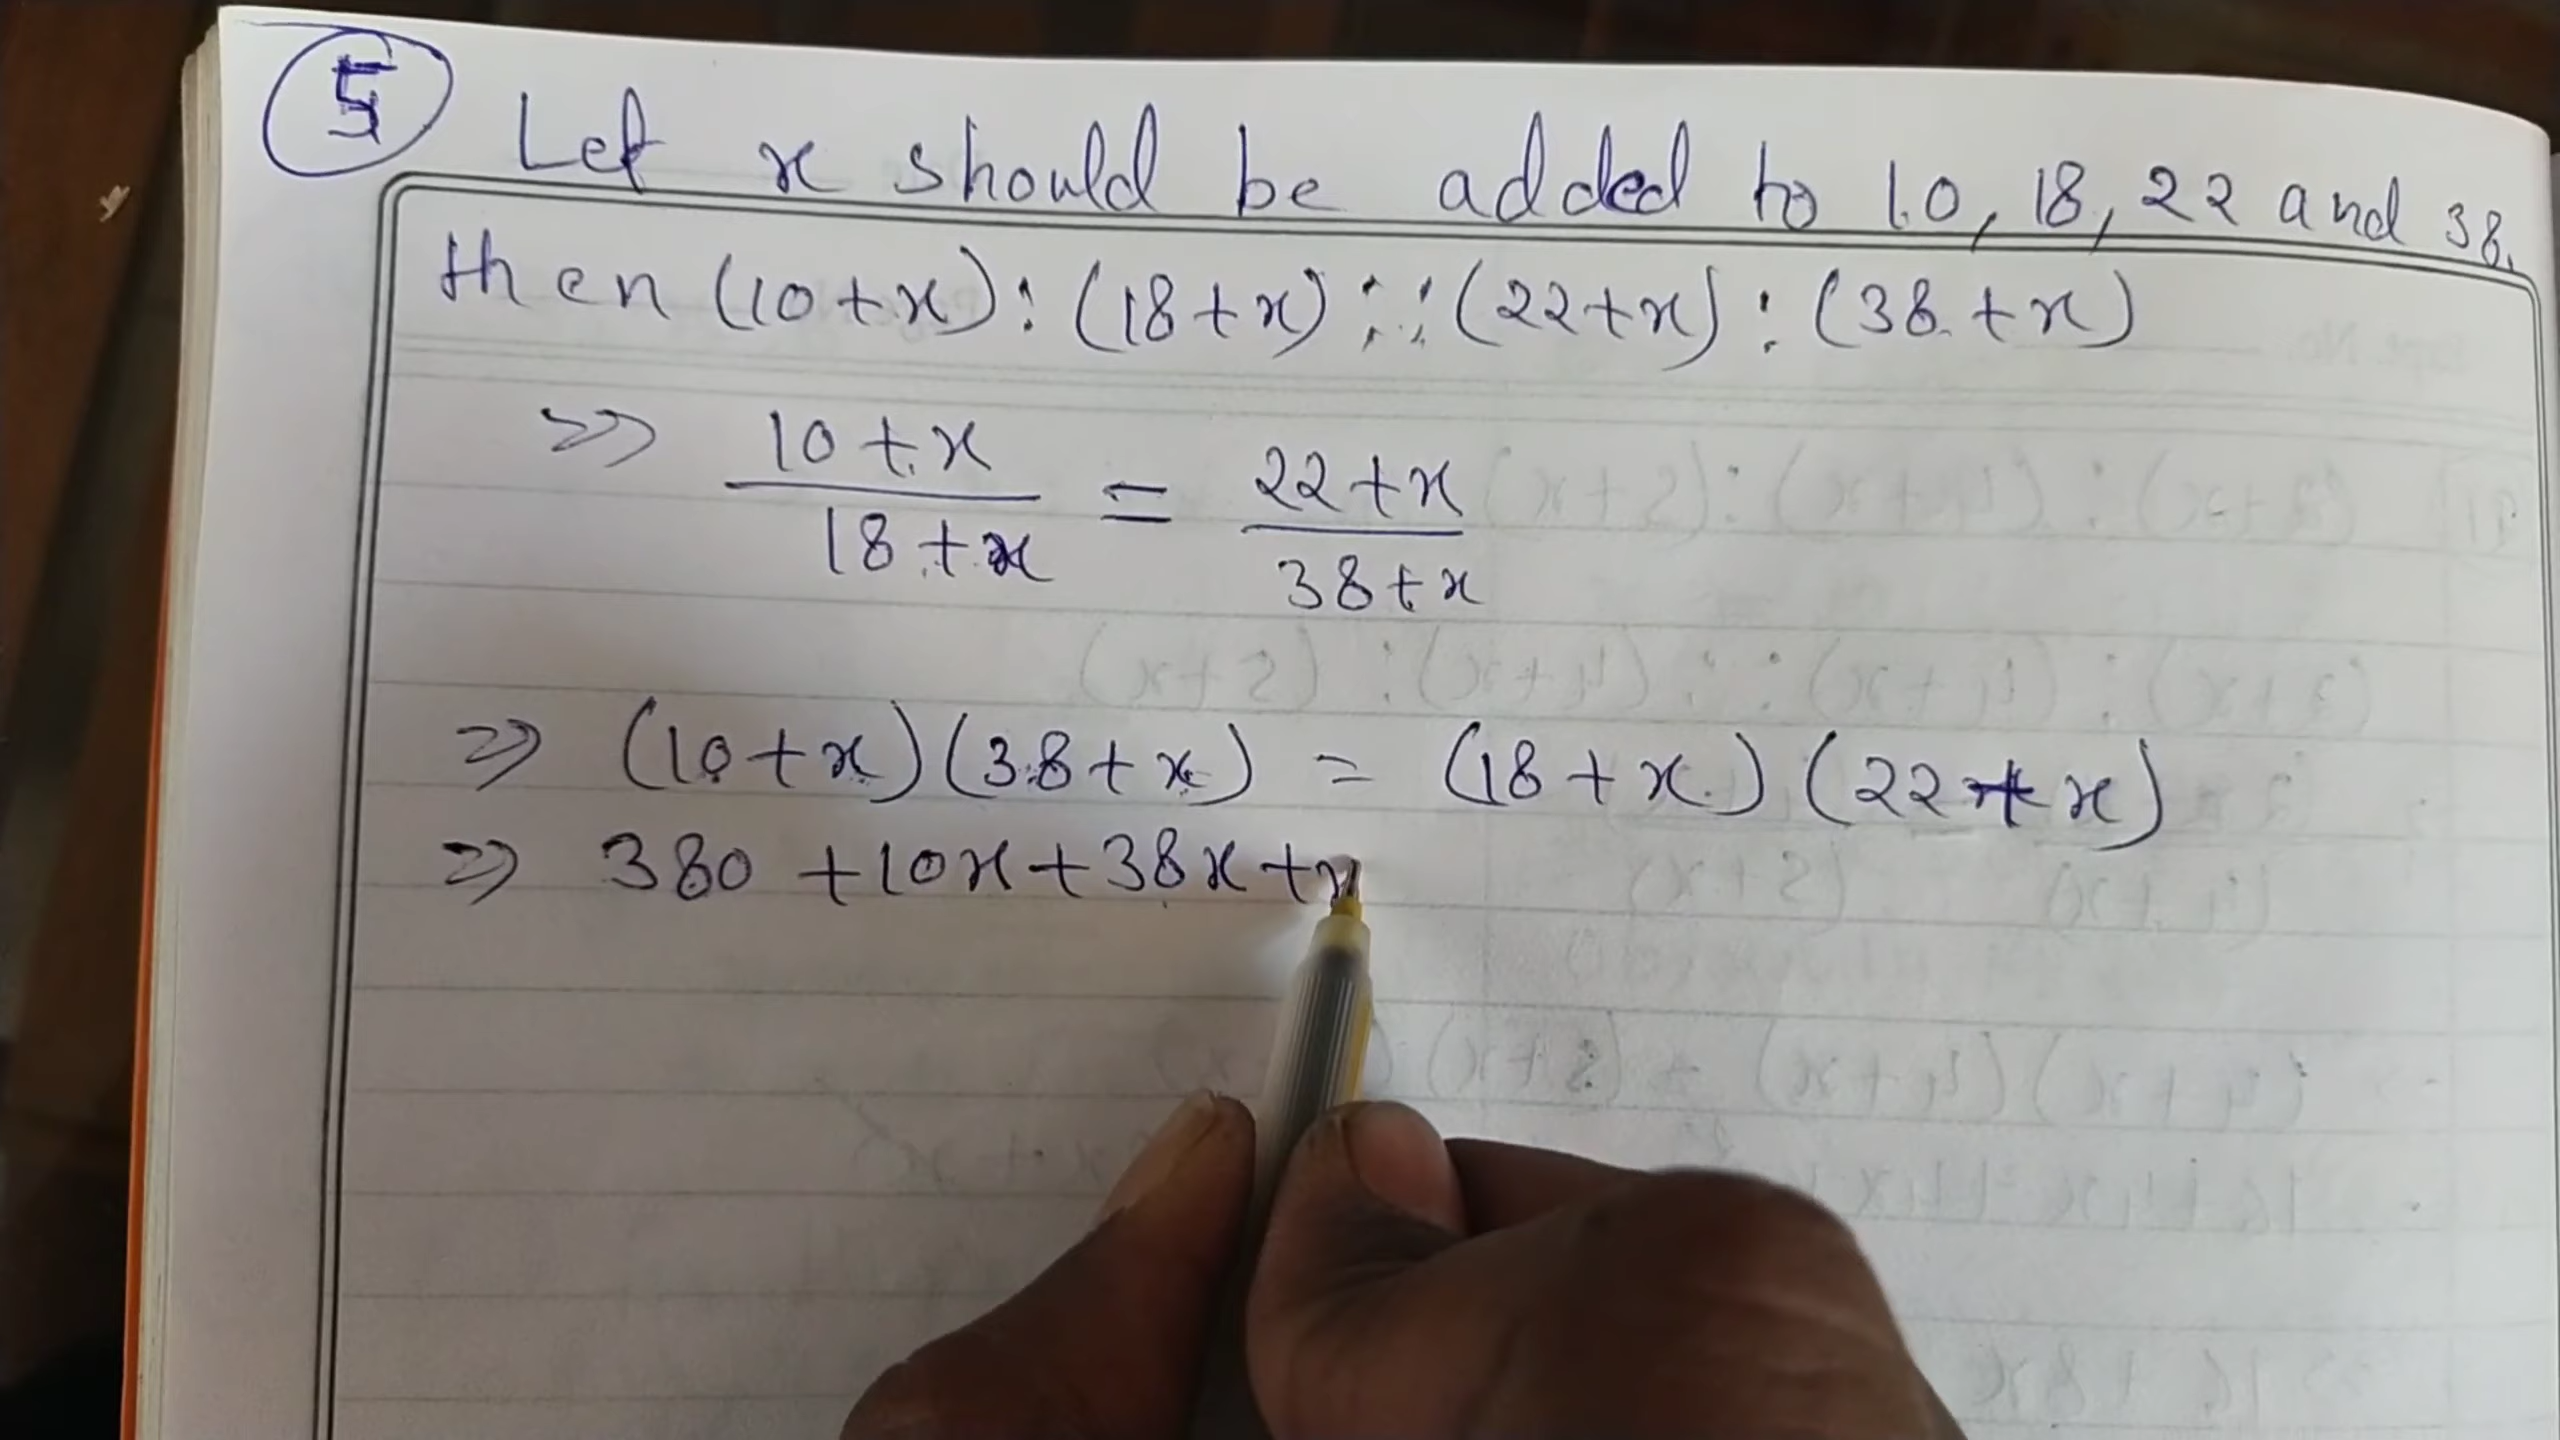 5 Let x should be added to 10, 18, 22 and 38.
then (10+x) : (18+x) :: (22+x) : (38+x)
⇒ 10+x / 18+x = 22+x / 38+x
⇒ (10+x)(38+x) = (18+x)(22+x)
⇒ 380 +10x+38x+x